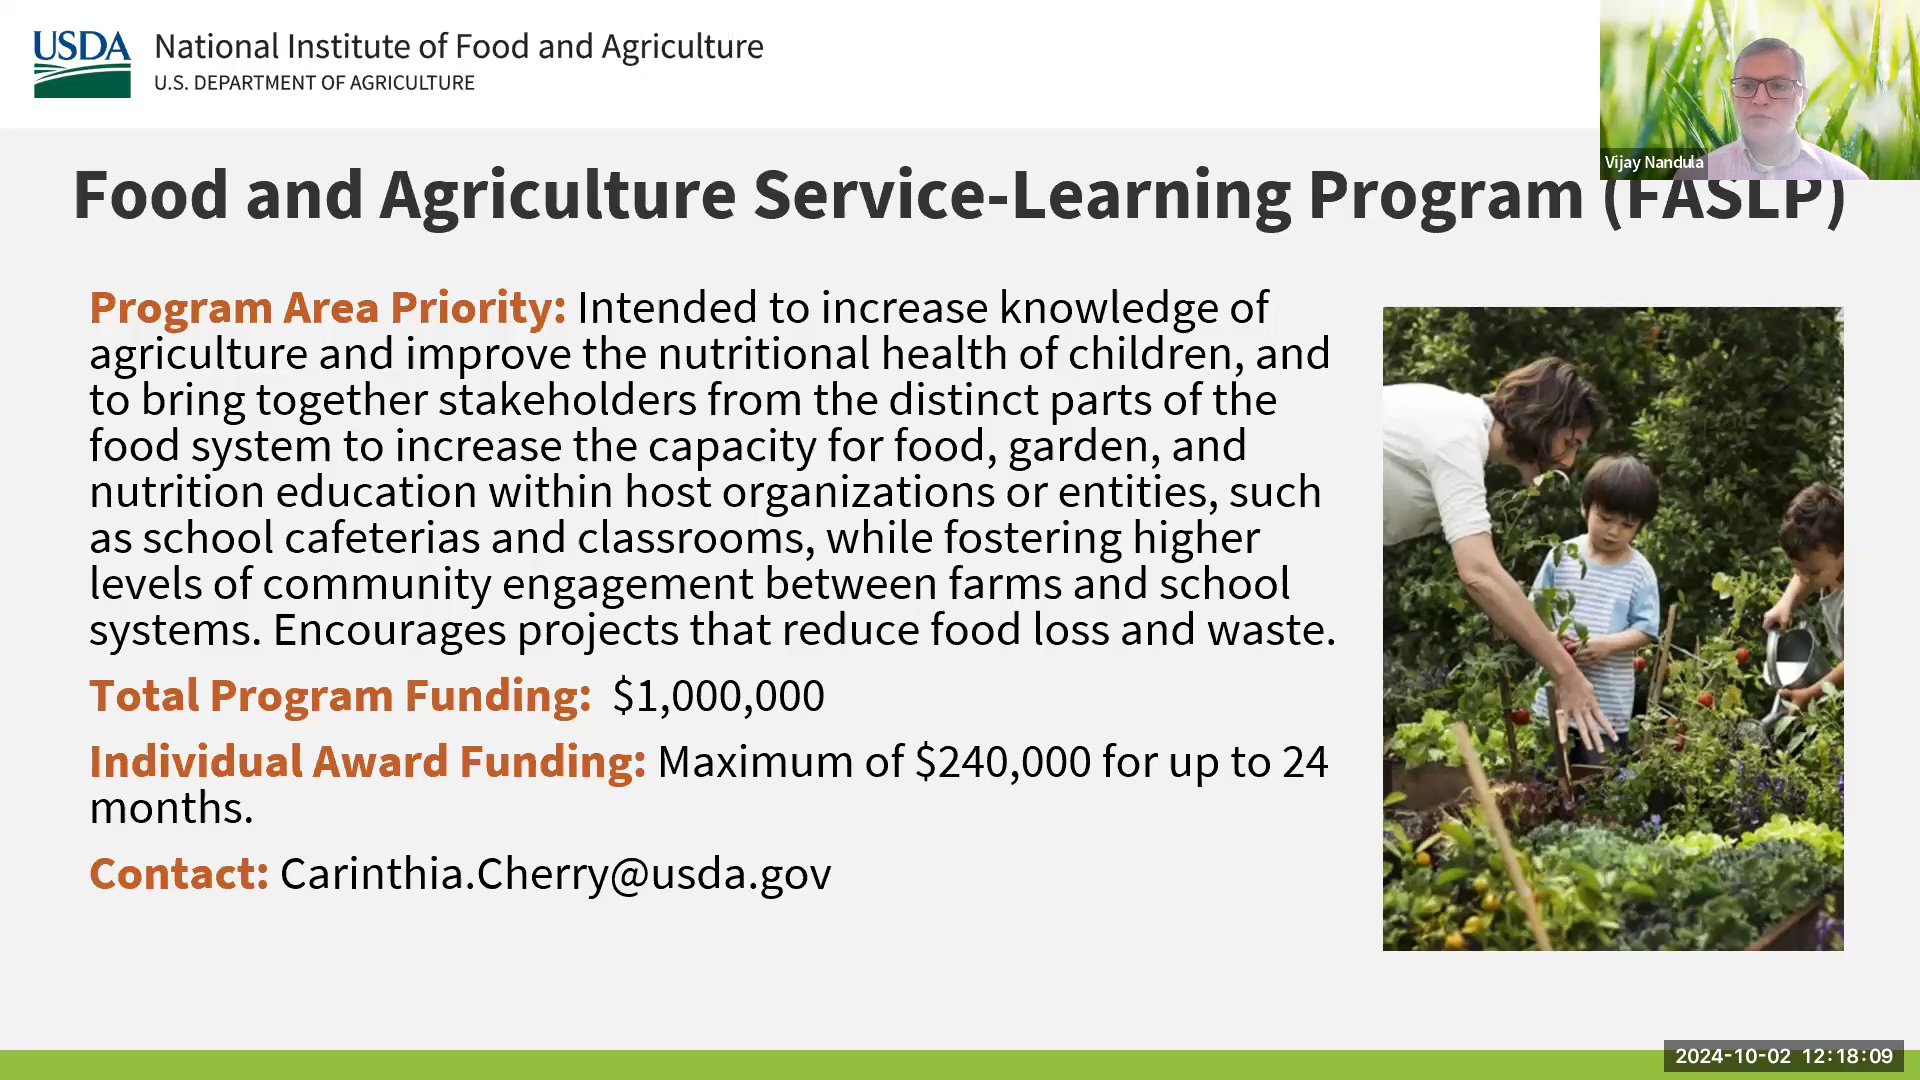 USDA
National Institute of Food and Agriculture
U.S. DEPARTMENT OF AGRICULTURE
Vijay Nandula
Food and Agriculture Service-Learning Program (FASLP)
Program Area Priority: Intended to increase knowledge of
agriculture and improve the nutritional health of children, and
to bring together stakeholders from the distinct parts of the
food system to increase the capacity for food, garden, and
nutrition education within host organizations or entities, such
as school cafeterias and classrooms, while fostering higher
levels of community engagement between farms and school
systems. Encourages projects that reduce food loss and waste.
Total Program Funding: $1,000,000
Individual Award Funding: Maximum of $240,000 for up to 24
months.
Contact: Carinthia.Cherry@usda.gov
2024-10-02 12:18:09